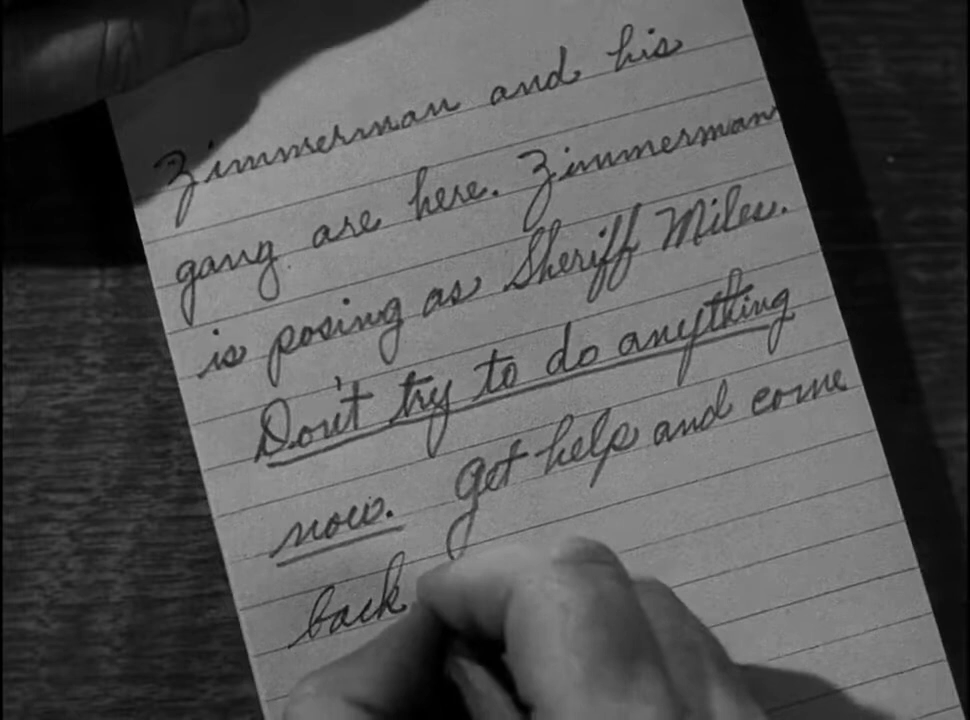 Zimmerman and his
gang are here. Zimmerman
is posing as Sheriff Miles.
Don't try to do anything
now. Get help and come
back